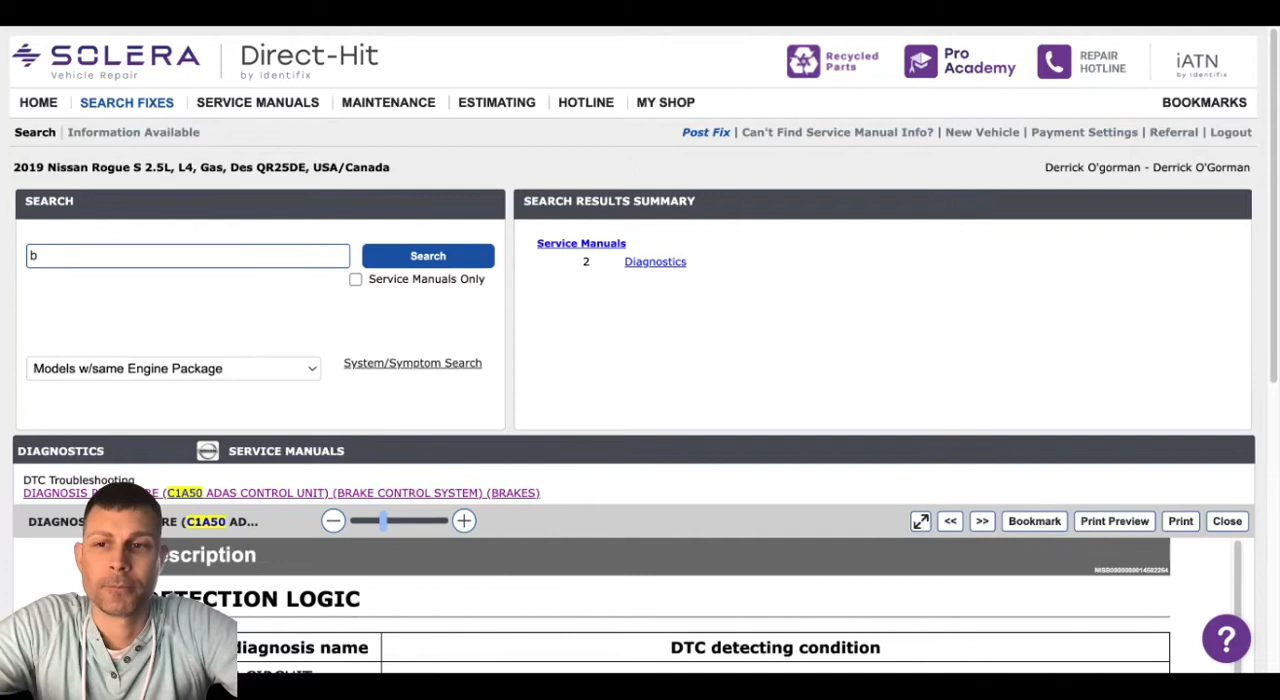 SOLERA
Vehicle Repair
Direct-Hit
by Identifix
Recycled
Parts
Pro
Academy
REPAIR
HOTLINE
iATN
by identifix
HOME | SEARCH FIXES | SERVICE MANUALS | MAINTENANCE | ESTIMATING | HOTLINE | MY SHOP BOOKMARKS
Search | Information Available
Post Fix | Can't Find Service Manual Info? | New Vehicle | Payment Settings | Referral | Logout
2019 Nissan Rogue S 2.5L, L4, Gas, Des QR25DE, USA/Canada
Derrick O'gorman - Derrick O'Gorman
SEARCH
b
Search
Service Manuals Only
Models w/same Engine Package
System/Symptom Search
SEARCH RESULTS SUMMARY
Service Manuals
2 Diagnostics
DIAGNOSTICS SERVICE MANUALS
DTC Troubleshooting
DIAGNOSIS P RE (C1A50 ADAS CONTROL UNIT) (BRAKE CONTROL SYSTEM) (BRAKES)
DIAGNOS RE (C1A50 AD...
<< >> Bookmark Print Preview Print Close
scription
NISB0000000014582264
ETECTION LOGIC
diagnosis name DTC detecting condition
?